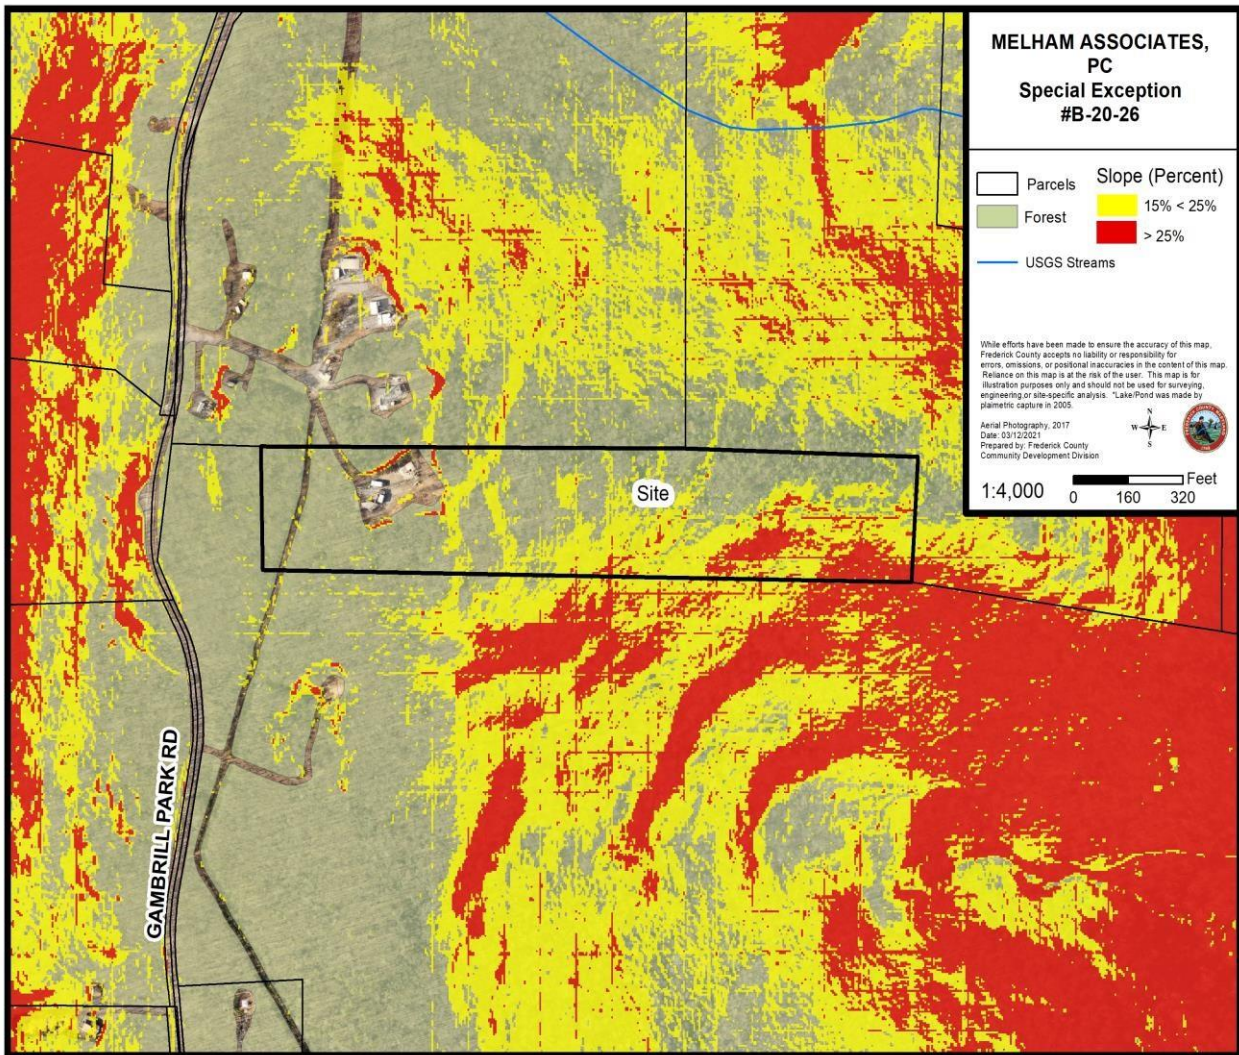 MELHAM ASSOCIATES,
PC
Special Exception
#B-20-26
Parcels
Forest
USGS Streams
Slope (Percent)
15% < 25%
> 25%
While efforts have been made to ensure the accuracy of this map,
Frederick County accepts no liability or responsibility for
errors, omissions, or positional inaccuracies in the content of this map.
Reliance on this map is at the risk of the user. This map is for
illustration purposes only and should not be used for surveying,
engineering,or site-specific analysis. *Lake/Pond was made by
plaimetric capture in 2005.
Aerial Photography, 2017
Date: 03/12/2021
Prepared by: Frederick County
Community Development Division
N
W E
S
1:4,000
Feet
0 160 320
Site
GAMBRILL PARK RD